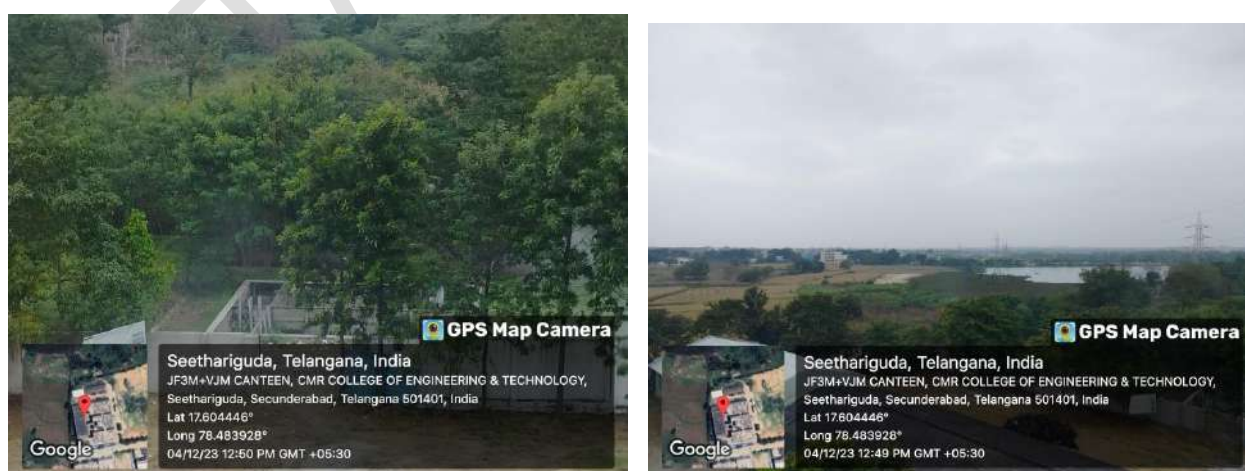 GPS Map Camera
Seethariguda, Telangana, India
JF3M+VJM CANTEEN, CMR COLLEGE OF ENGINEERING & TECHNOLOGY,
Seethariguda, Secunderabad, Telangana 501401, India
Lat 17.604446°
Long 78.483928°
04/12/23 12:50 PM GMT +05:30
Google
GPS Map Camera
Seethariguda, Telangana, India
JF3M+VJM CANTEEN, CMR COLLEGE OF ENGINEERING & TECHNOLOGY,
Seethariguda, Secunderabad, Telangana 501401, India
Lat 17.604446°
Long 78.483928°
04/12/23 12:49 PM GMT +05:30
Google